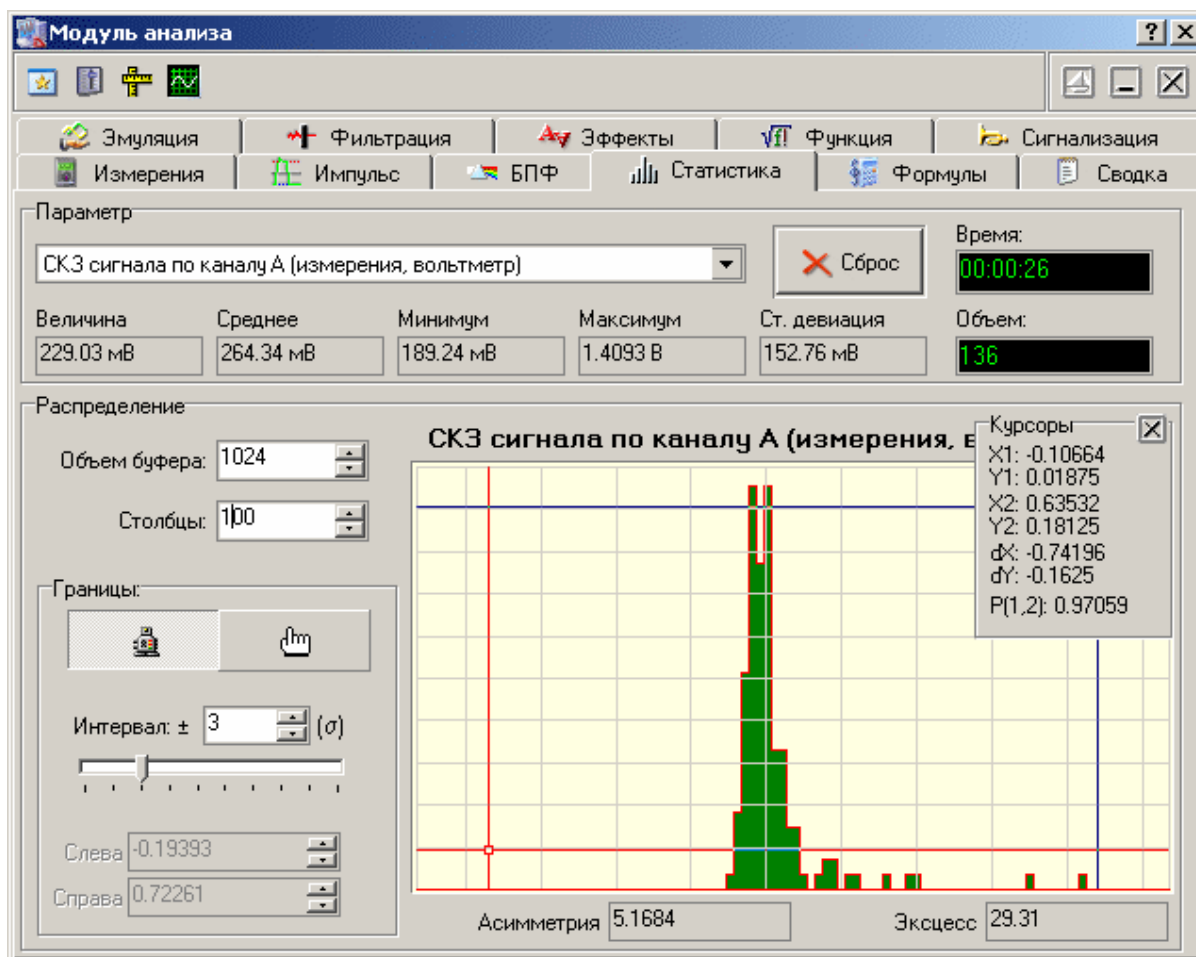 Модуль анализа
Эмуляция Фильтрация Эффекты Функция Сигнализация
Измерения Импульс БПФ Статистика Формулы Сводка
Параметр
СКЗ сигнала по каналу А (измерения, вольтметр)
Сброс
Время:
00:00:26
Величина Среднее Минимум Максимум Ст. девиация Объем:
229.03 мВ 264.34 мВ 189.24 мВ 1.4093 В 152.76 мВ 136
Распределение
Объем буфера: 1024
Столбцы: 100
Границы:
Интервал: ± 3 (σ)
Слева -0.19393
Справа 0.72261
СКЗ сигнала по каналу А (измерения, в
Курсоры
X1: -0.10664
Y1: 0.01875
X2: 0.63532
Y2: 0.18125
dX: -0.74196
dY: -0.1625
P(1,2): 0.97059
Асимметрия 5.1684 Эксцесс 29.31